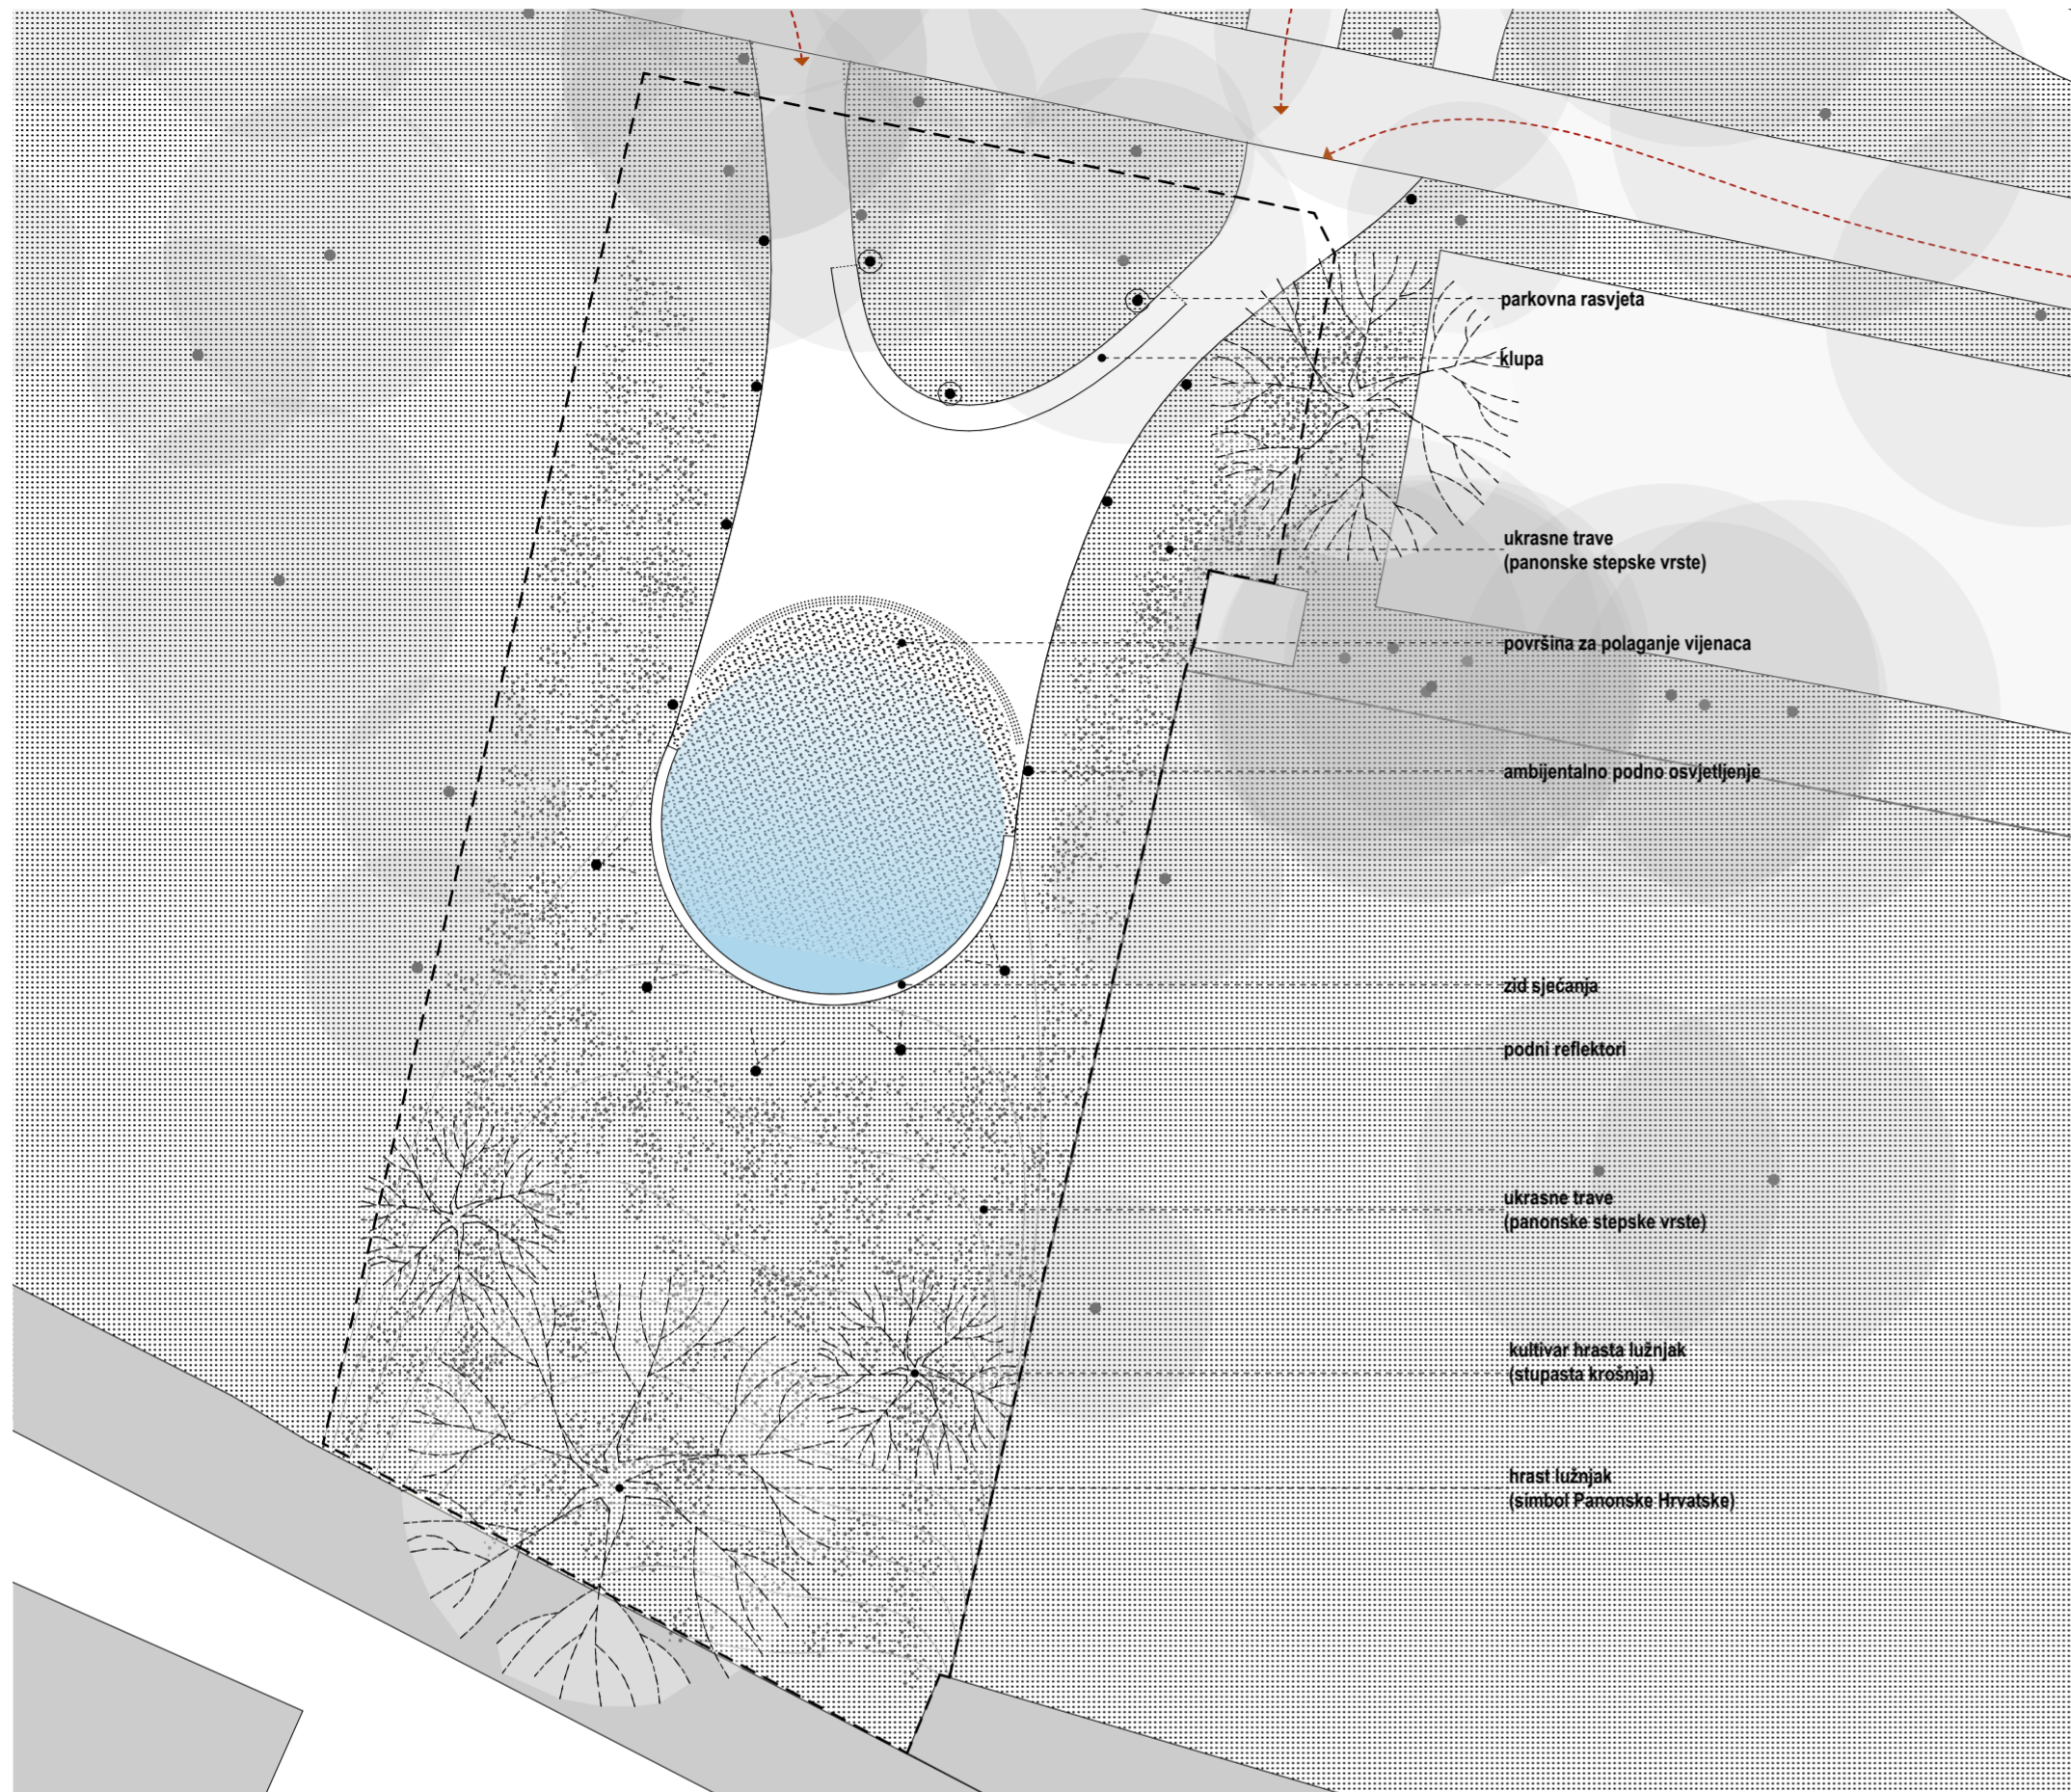 parkovna rasvjeta
klupa
ukrasne trave
(panonske stepske vrste)
površina za polaganje vijenaca
ambijentalno podno osvjetljenje
zid sjećanja
podni reflektori
ukrasne trave
(panonske stepske vrste)
kultivar hrasta lužnjak
(stupasta krošnja)
hrast lužnjak
(simbol Panonske Hrvatske)